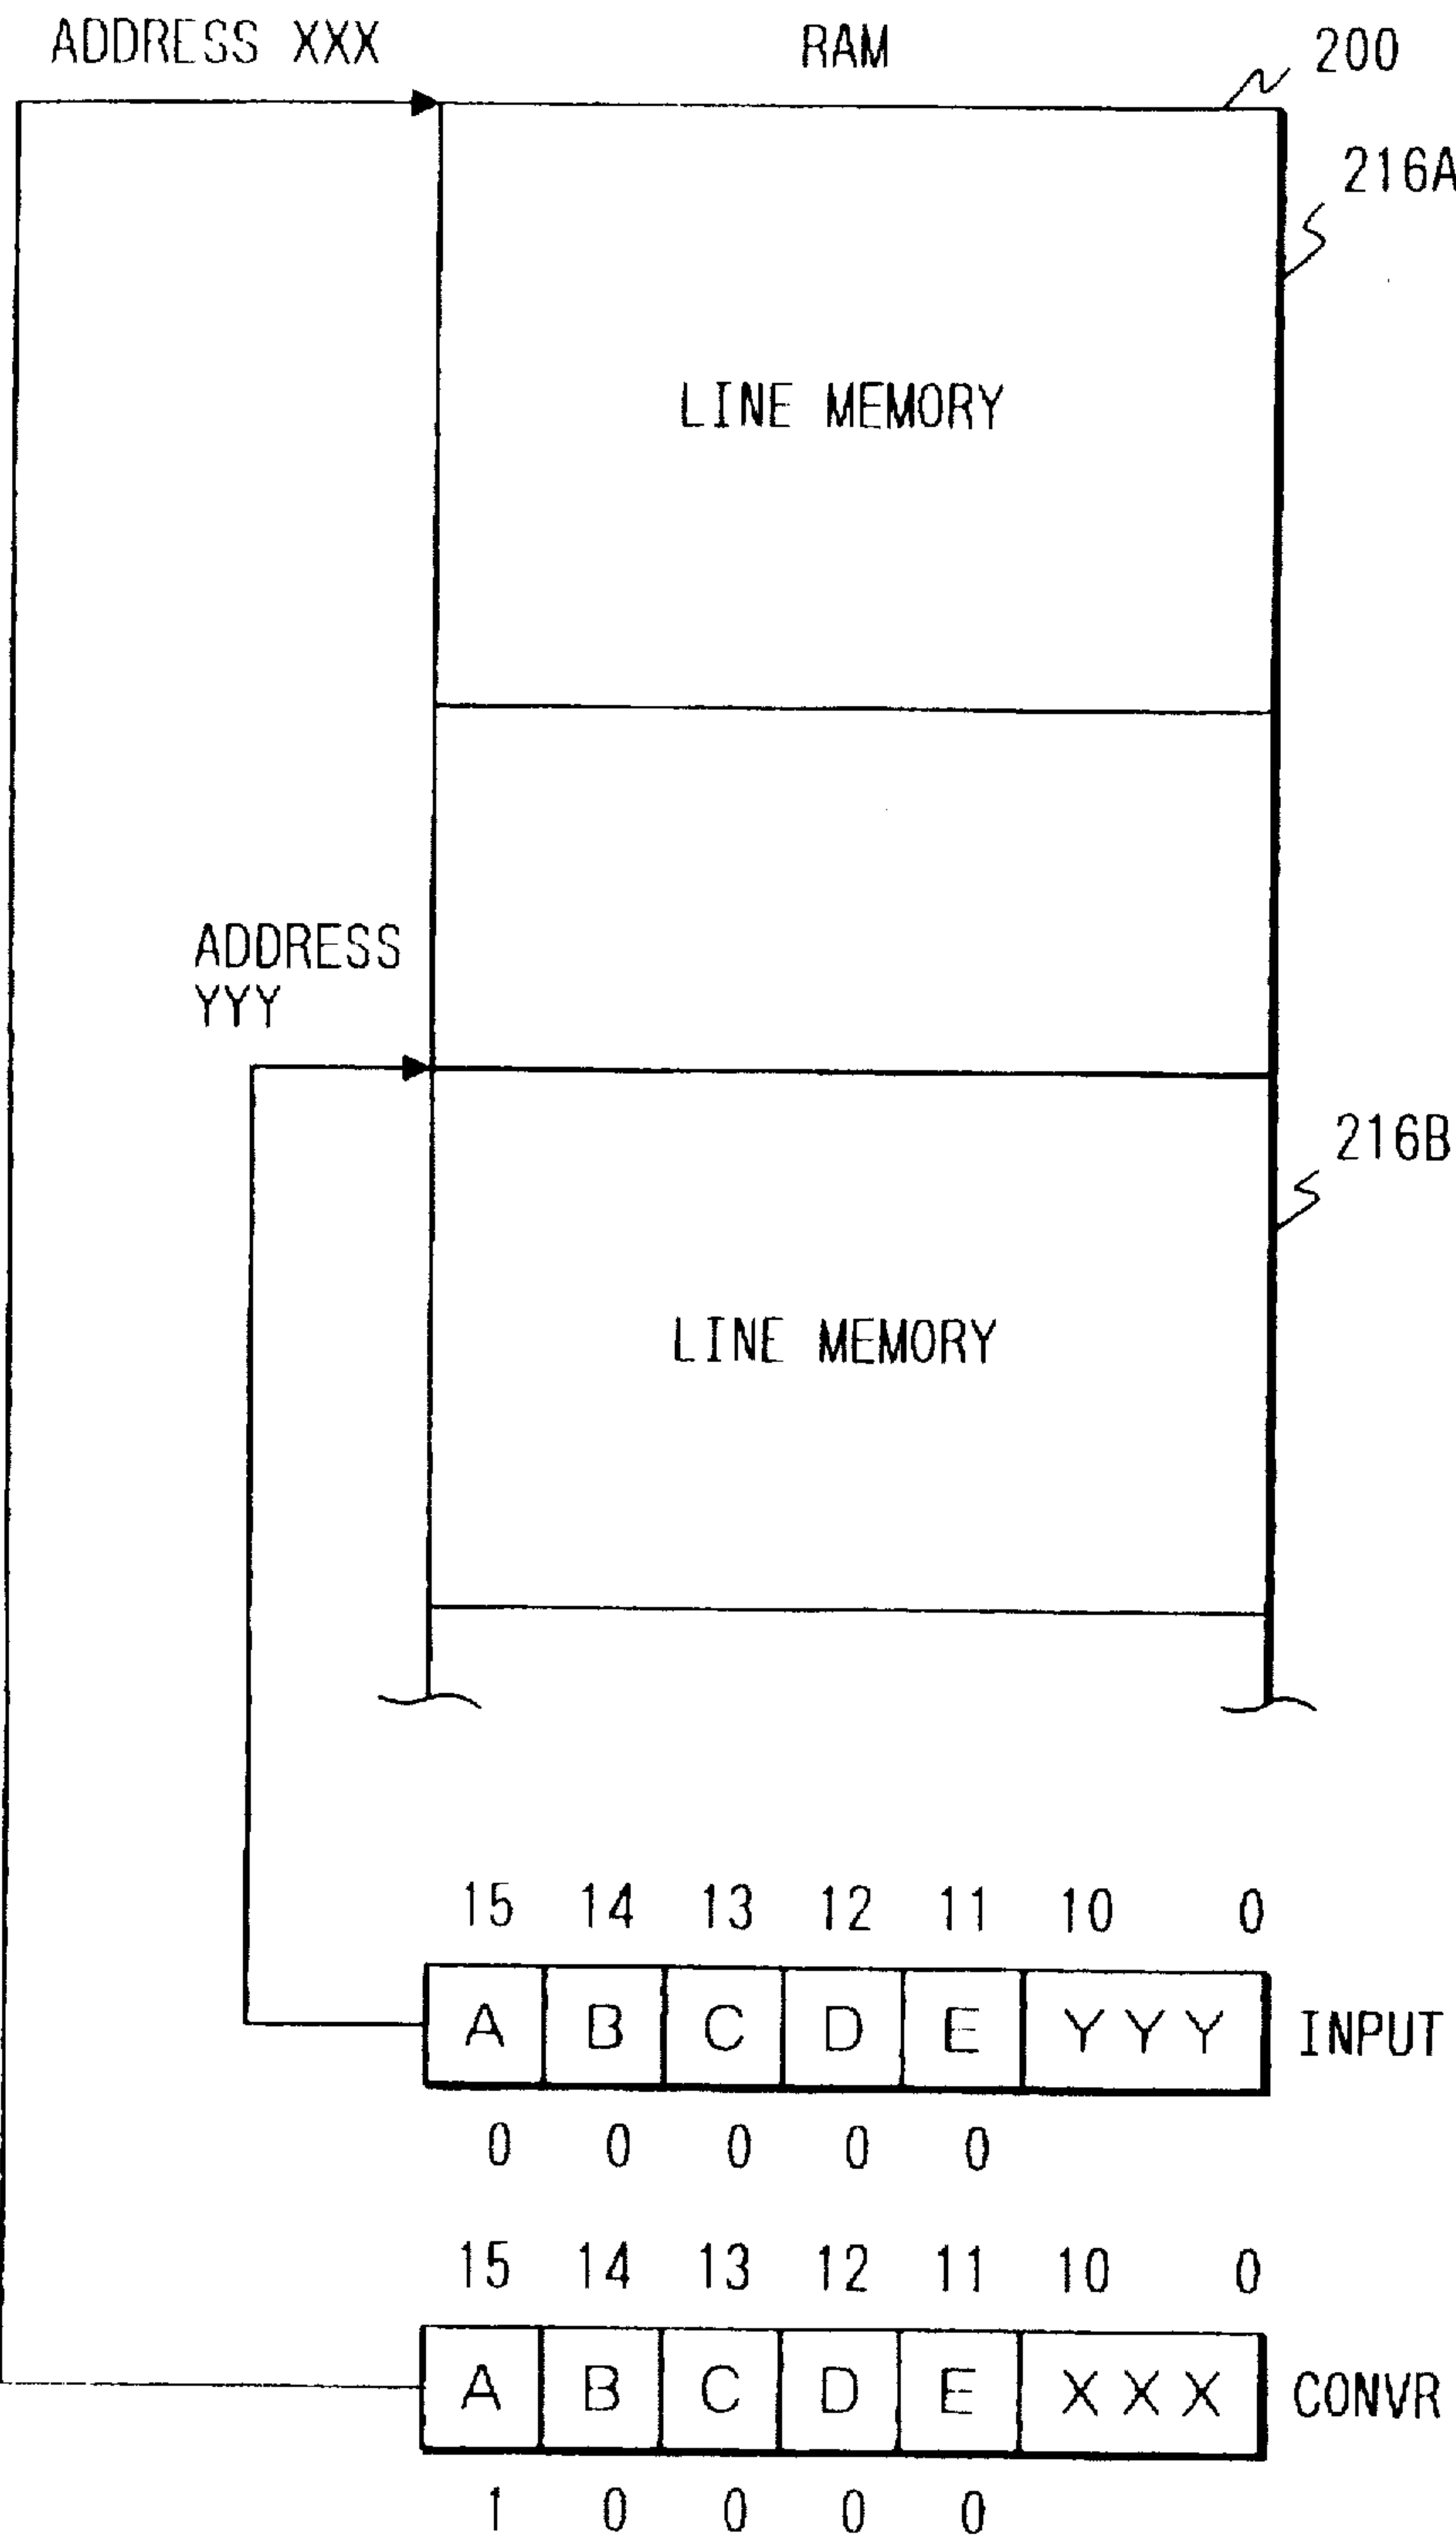 ADDRESS XXX RAM 200
216A
LINE MEMORY
ADDRESS
YYY
216B
LINE MEMORY
15 14 13 12 11 10 0
A B C D E Y Y Y INPUT
0 0 0 0 0
15 14 13 12 11 10 0
A B C D E X X X CONVR
1 0 0 0 0